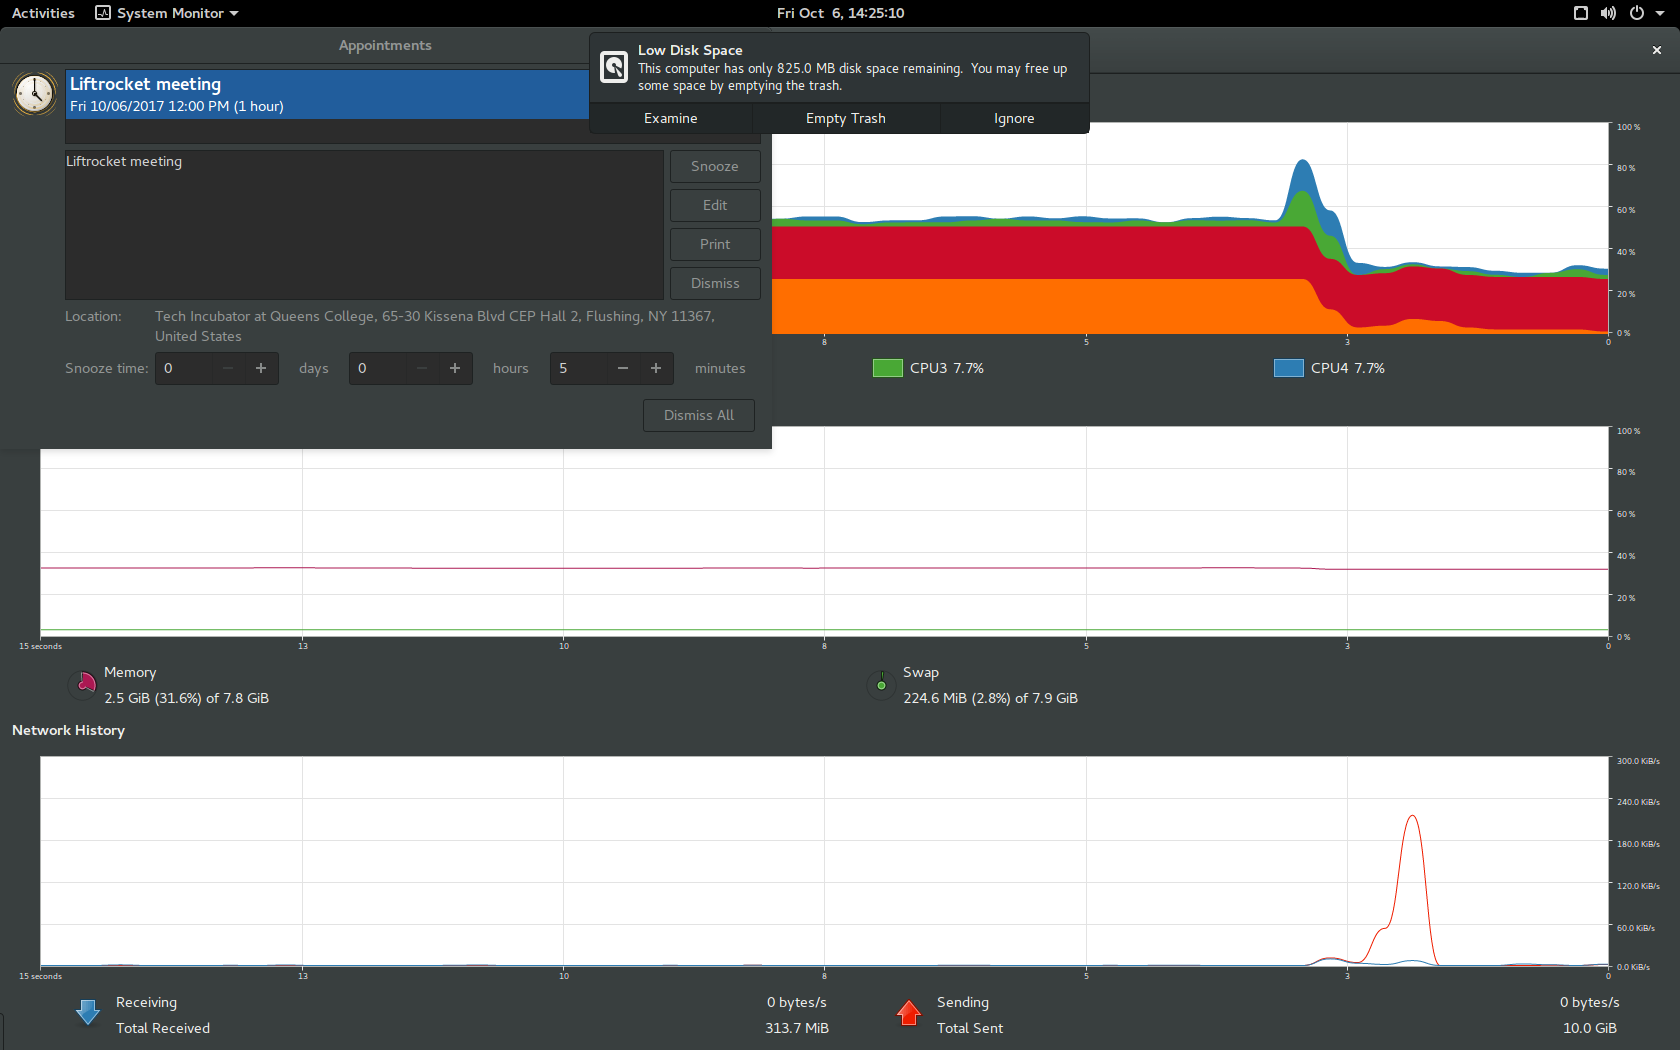 Activities
System Monitor
Fri Oct 6, 14:25:10
Appointments
Liftrocket meeting
Fri 10/06/2017 12:00 PM (1 hour)
Low Disk Space
This computer has only 825.0 MB disk space remaining. You may free up
some space by emptying the trash.
Examine
Empty Trash
Ignore
Liftrocket meeting
Snooze
Edit
Print
Dismiss
Location:
Tech Incubator at Queens College, 65-30 Kissena Blvd CEP Hall 2, Flushing, NY 11367,
United States
Snooze time:
0
days
0
hours
5
minutes
Dismiss All
100 %
80 %
60 %
40 %
20 %
0 %
8
5
3
0
CPU3 7.7%
CPU4 7.7%
100 %
80 %
60 %
40 %
20 %
0 %
15 seconds
13
10
8
5
3
0
Memory
2.5 GiB (31.6%) of 7.8 GiB
Swap
224.6 MiB (2.8%) of 7.9 GiB
Network History
300.0 KiB/s
240.0 KiB/s
180.0 KiB/s
120.0 KiB/s
60.0 KiB/s
0.0 KiB/s
15 seconds
13
10
8
5
3
0
Receiving
0 bytes/s
Total Received
313.7 MiB
Sending
0 bytes/s
Total Sent
10.0 GiB